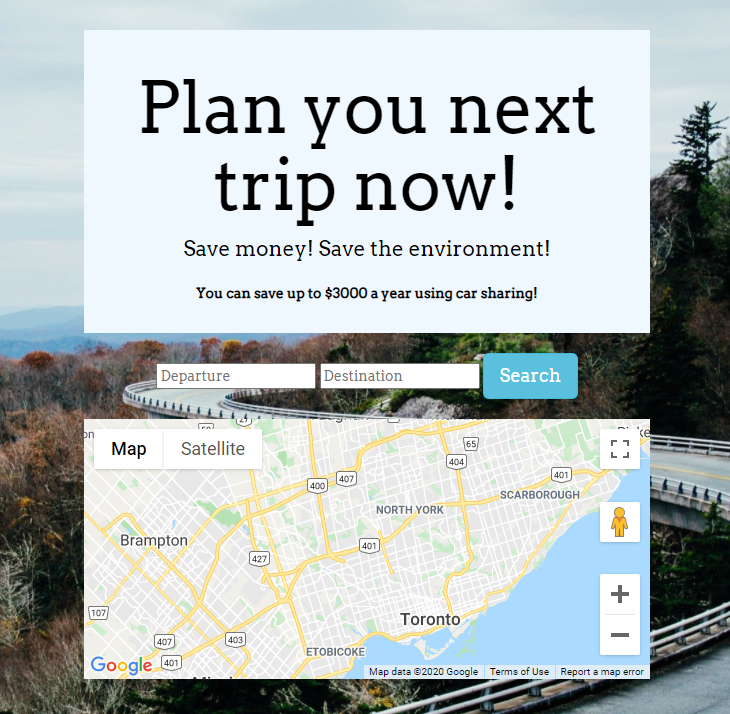 Plan you next
trip now!
Save money! Save the environment!
You can save up to $3000 a year using car sharing!
Departure
Destination
Search
Map
Satellite
65
404
407
400
401
SCARBOROUGH
NORTH YORK
Brampton
401
427
107
Toronto
407
403
ETOBICOKE
Google
401
Map data ©2020 Google
Terms of Use
Report a map error